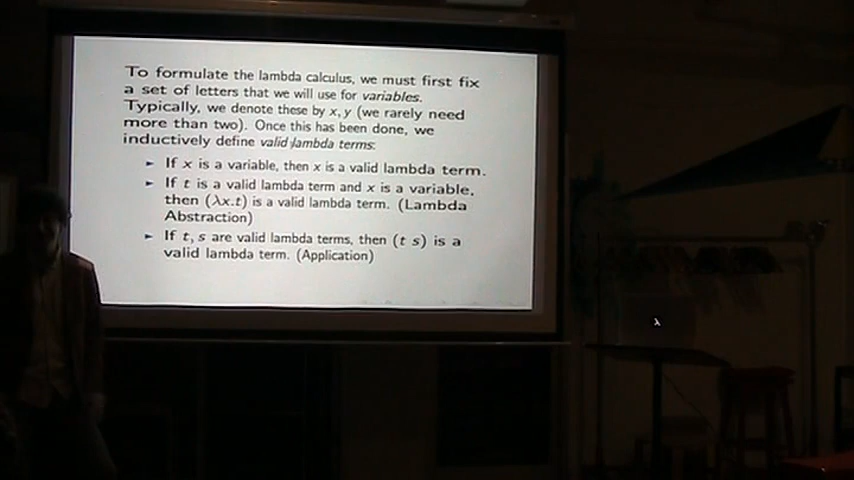 To formulate the lambda calculus, we must first fix
a set of letters that we will use for variables.
Typically, we denote these by x, y (we rarely need
more than two). Once this has been done, we
inductively define valid lambda terms:
► If x is a variable, then x is a valid lambda term.
► If t is a valid lambda term and x is a variable,
then (λx.t) is a valid lambda term. (Lambda
Abstraction)
► If t, s are valid lambda terms, then (t s) is a
valid lambda term. (Application)
λ